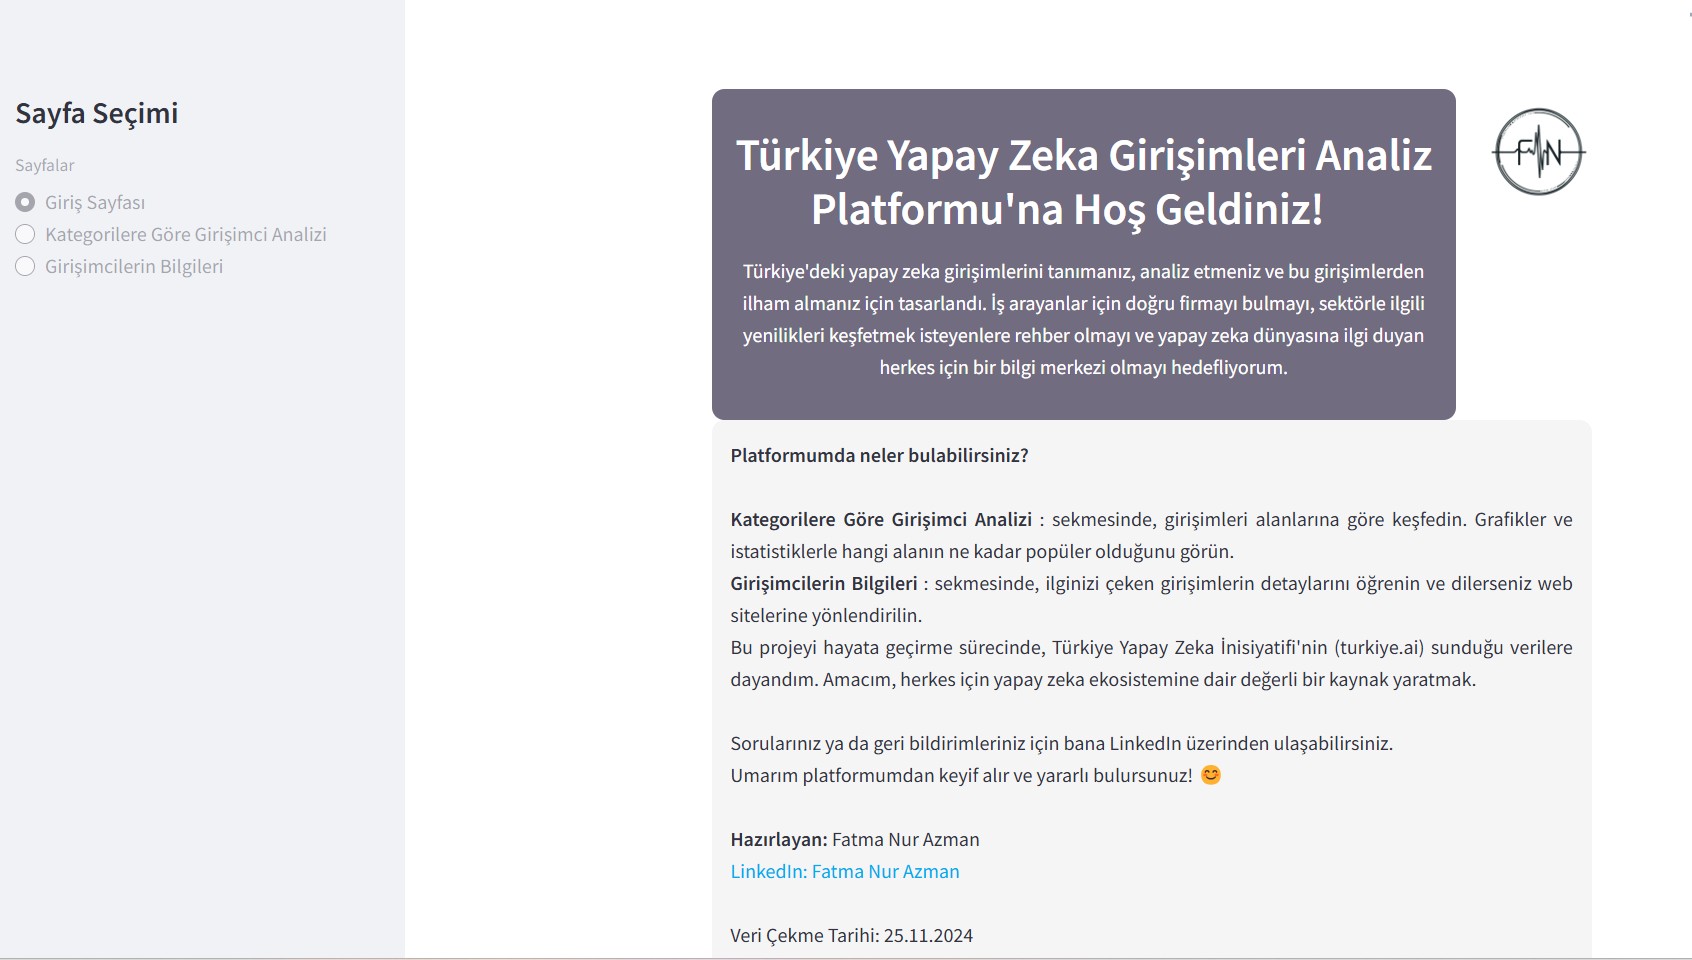 Sayfa Seçimi
Sayfalar
Giriş Sayfası
Kategorilere Göre Girişimci Analizi
Girişimcilerin Bilgileri
Türkiye Yapay Zeka Girişimleri Analiz
Platformu'na Hoş Geldiniz!
FN
Türkiye'deki yapay zeka girişimlerini tanımanız, analiz etmeniz ve bu girişimlerden
ilham almanız için tasarlandı. İş arayanlar için doğru firmayı bulmayı, sektörle ilgili
yenilikleri keşfetmek isteyenlere rehber olmayı ve yapay zeka dünyasına ilgi duyan
herkes için bir bilgi merkezi olmayı hedefliyorum.
Platformumda neler bulabilirsiniz?
Kategorilere Göre Girişimci Analizi : sekmesinde, girişimleri alanlarına göre keşfedin. Grafikler ve
istatistiklerle hangi alanın ne kadar popüler olduğunu görün.
Girişimcilerin Bilgileri : sekmesinde, ilginizi çeken girişimlerin detaylarını öğrenin ve dilerseniz web
sitelerine yönlendirilin.
Bu projeyi hayata geçirme sürecinde, Türkiye Yapay Zeka İnisiyatifi'nin (turkiye.ai) sunduğu verilere
dayandım. Amacım, herkes için yapay zeka ekosistemine dair değerli bir kaynak yaratmak.
Sorularınız ya da geri bildirimleriniz için bana LinkedIn üzerinden ulaşabilirsiniz.
Umarım platformumdan keyif alır ve yararlı bulursunuz! 😊
Hazırlayan: Fatma Nur Azman
LinkedIn: Fatma Nur Azman
Veri Çekme Tarihi: 25.11.2024